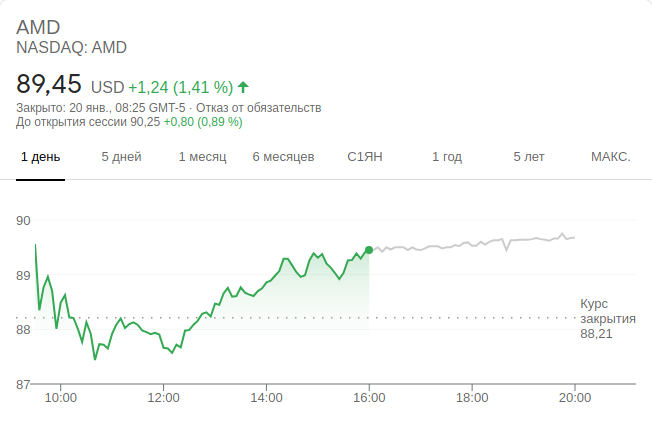 AMD
NASDAQ: AMD
89,45 USD +1,24 (1,41 %)
Закрыто: 20 янв., 08:25 GMT-5 · Отказ от обязательств
До открытия сессии 90,25 +0,80 (0,89 %)
1 день 5 дней 1 месяц 6 месяцев С1ЯН 1 год 5 лет МАКС.
90
89
88
87
Курс
закрытия
88,21
10:00 12:00 14:00 16:00 18:00 20:00